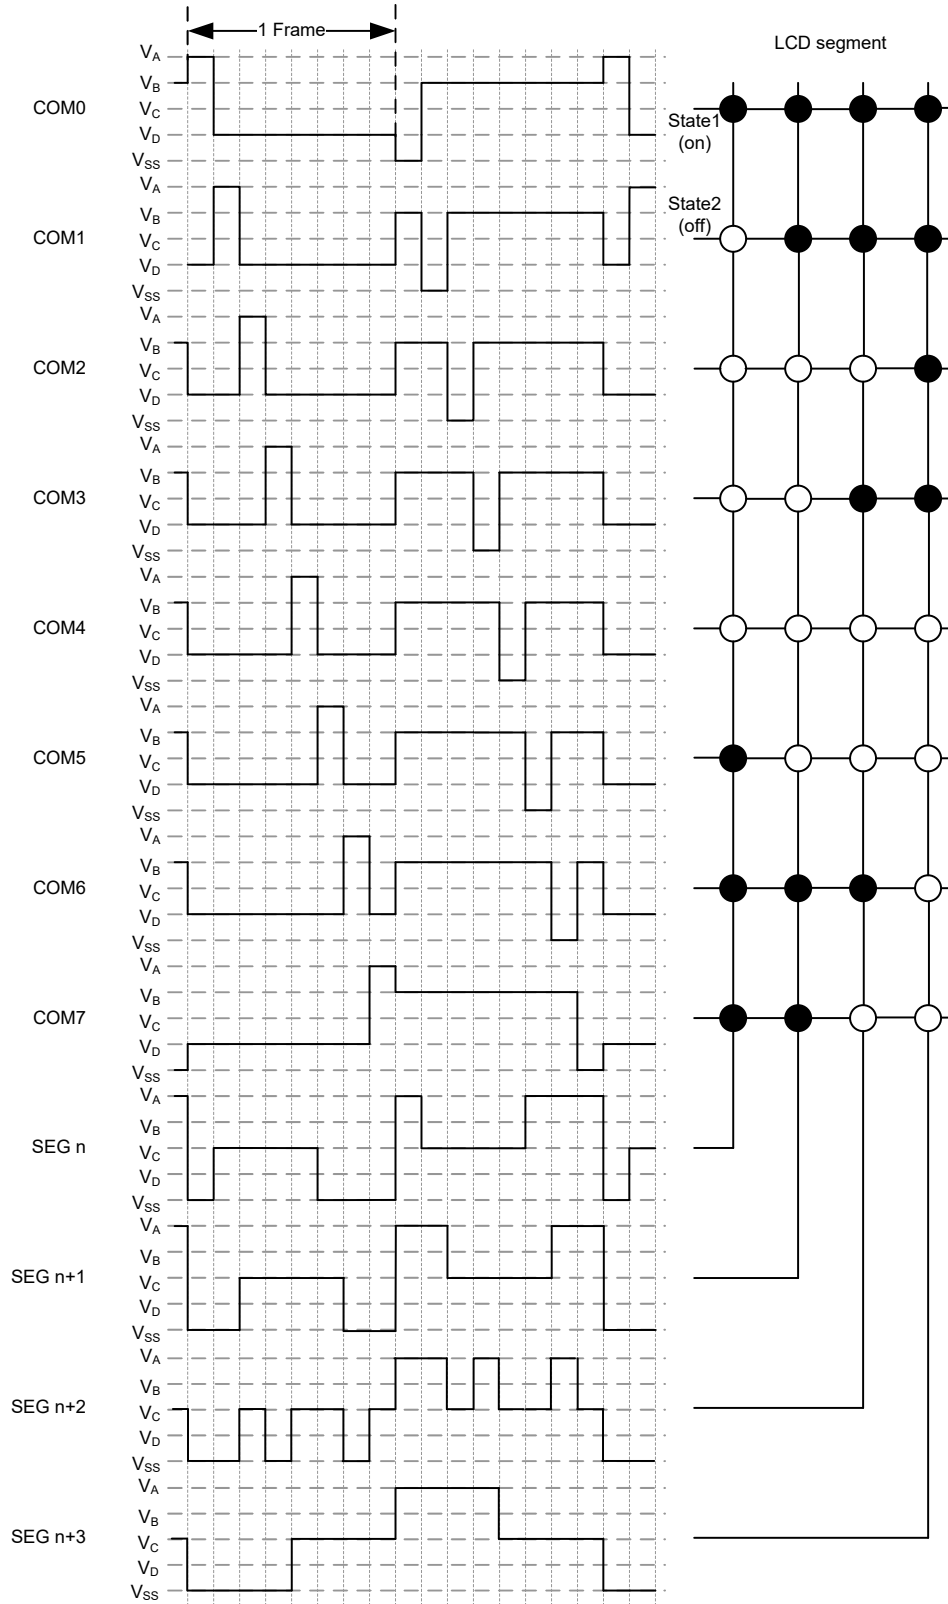 1 Frame
LCD segment
COM0
VA
VB
VC
VD
VSS
State1
(on)
COM1
VA
VB
VC
VD
VSS
State2
(off)
COM2
VA
VB
VC
VD
VSS
COM3
VA
VB
VC
VD
VSS
COM4
VA
VB
VC
VD
VSS
COM5
VA
VB
VC
VD
VSS
COM6
VA
VB
VC
VD
VSS
COM7
VA
VB
VC
VD
VSS
SEG n
VA
VB
VC
VD
VSS
SEG n+1
VA
VB
VC
VD
VSS
SEG n+2
VA
VB
VC
VD
VSS
SEG n+3
VA
VB
VC
VD
VSS